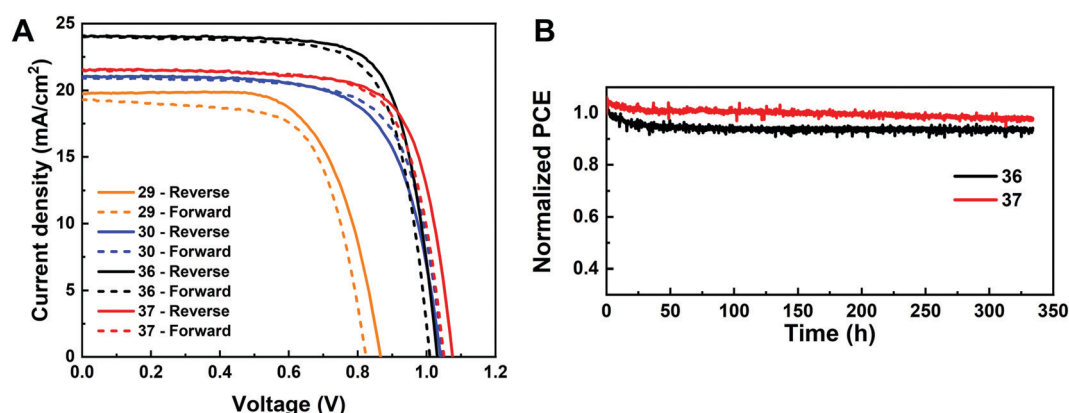 A
Current density (mA/cm²)
25
20
15
10
5
0
29 - Reverse
29 - Forward
30 - Reverse
30 - Forward
36 - Reverse
36 - Forward
37 - Reverse
37 - Forward
0.0 0.2 0.4 0.6 0.8 1.0 1.2
Voltage (V)
B
Normalized PCE
1.0
0.8
0.6
0.4
36
37
0 50 100 150 200 250 300 350
Time (h)